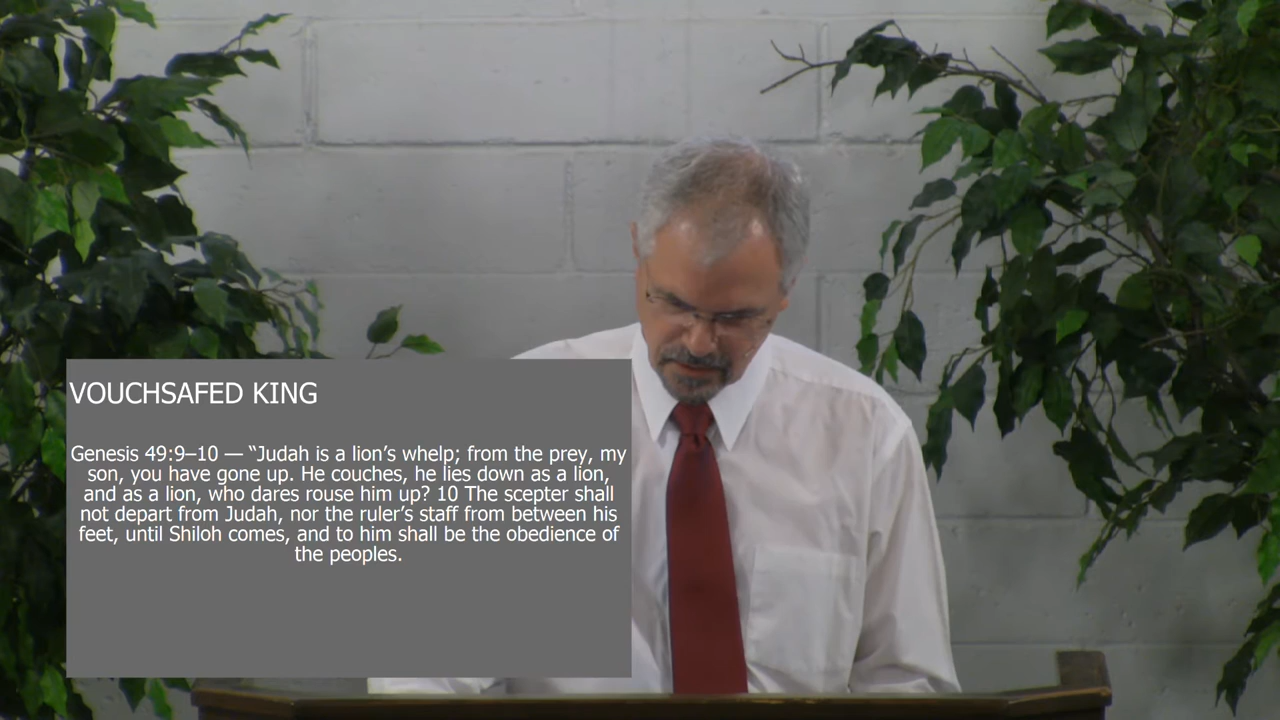 VOUCHSAFED KING
Genesis 49:9–10 — “Judah is a lion’s whelp; from the prey, my
son, you have gone up. He couches, he lies down as a lion,
and as a lion, who dares rouse him up? 10 The scepter shall
not depart from Judah, nor the ruler’s staff from between his
feet, until Shiloh comes, and to him shall be the obedience of
the peoples.